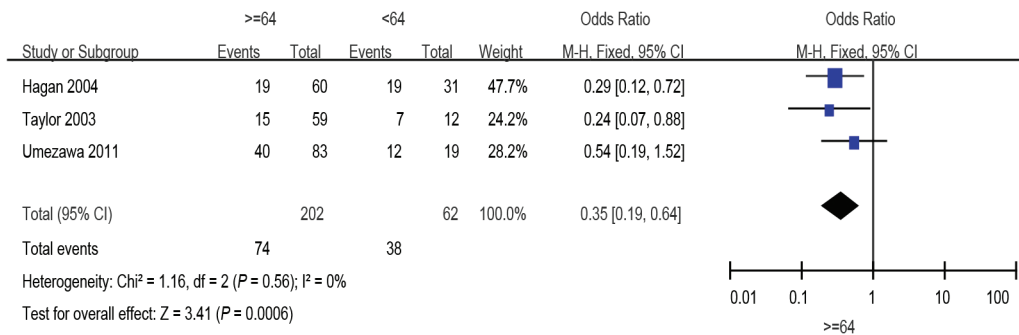 >=64 <64 Odds Ratio Odds Ratio
Study or Subgroup Events Total Events Total Weight M-H, Fixed, 95% CI M-H, Fixed, 95% CI
Hagan 2004 19 60 19 31 47.7% 0.29 [0.12, 0.72]
Taylor 2003 15 59 7 12 24.2% 0.24 [0.07, 0.88]
Umezawa 2011 40 83 12 19 28.2% 0.54 [0.19, 1.52]
Total (95% CI) 202 62 100.0% 0.35 [0.19, 0.64]
Total events 74 38
Heterogeneity: Chi² = 1.16, df = 2 (P = 0.56); I² = 0%
Test for overall effect: Z = 3.41 (P = 0.0006)
0.01 0.1 1 10 100
>=64